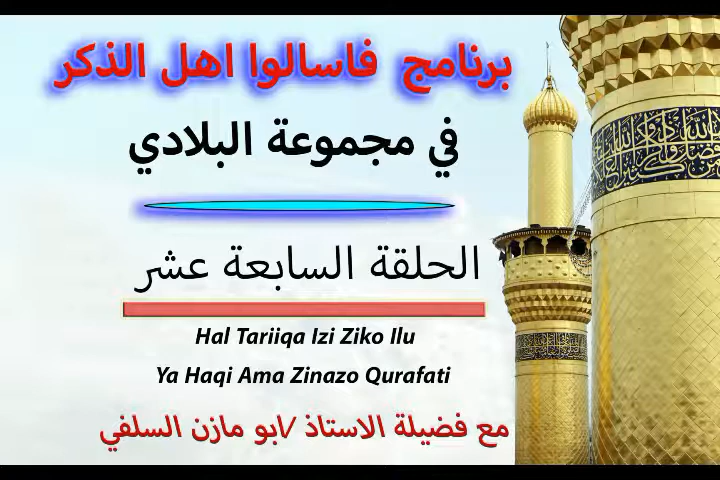 برنامج فاسالوا اهل الذكر
في مجموعة البلادي
الحلقة السابعة عشر
Hal Tariiqa Izi Ziko Ilu
Ya Haqi Ama Zinazo Qurafati
مع فضيلة الاستاذ /ابو مازن السلفي